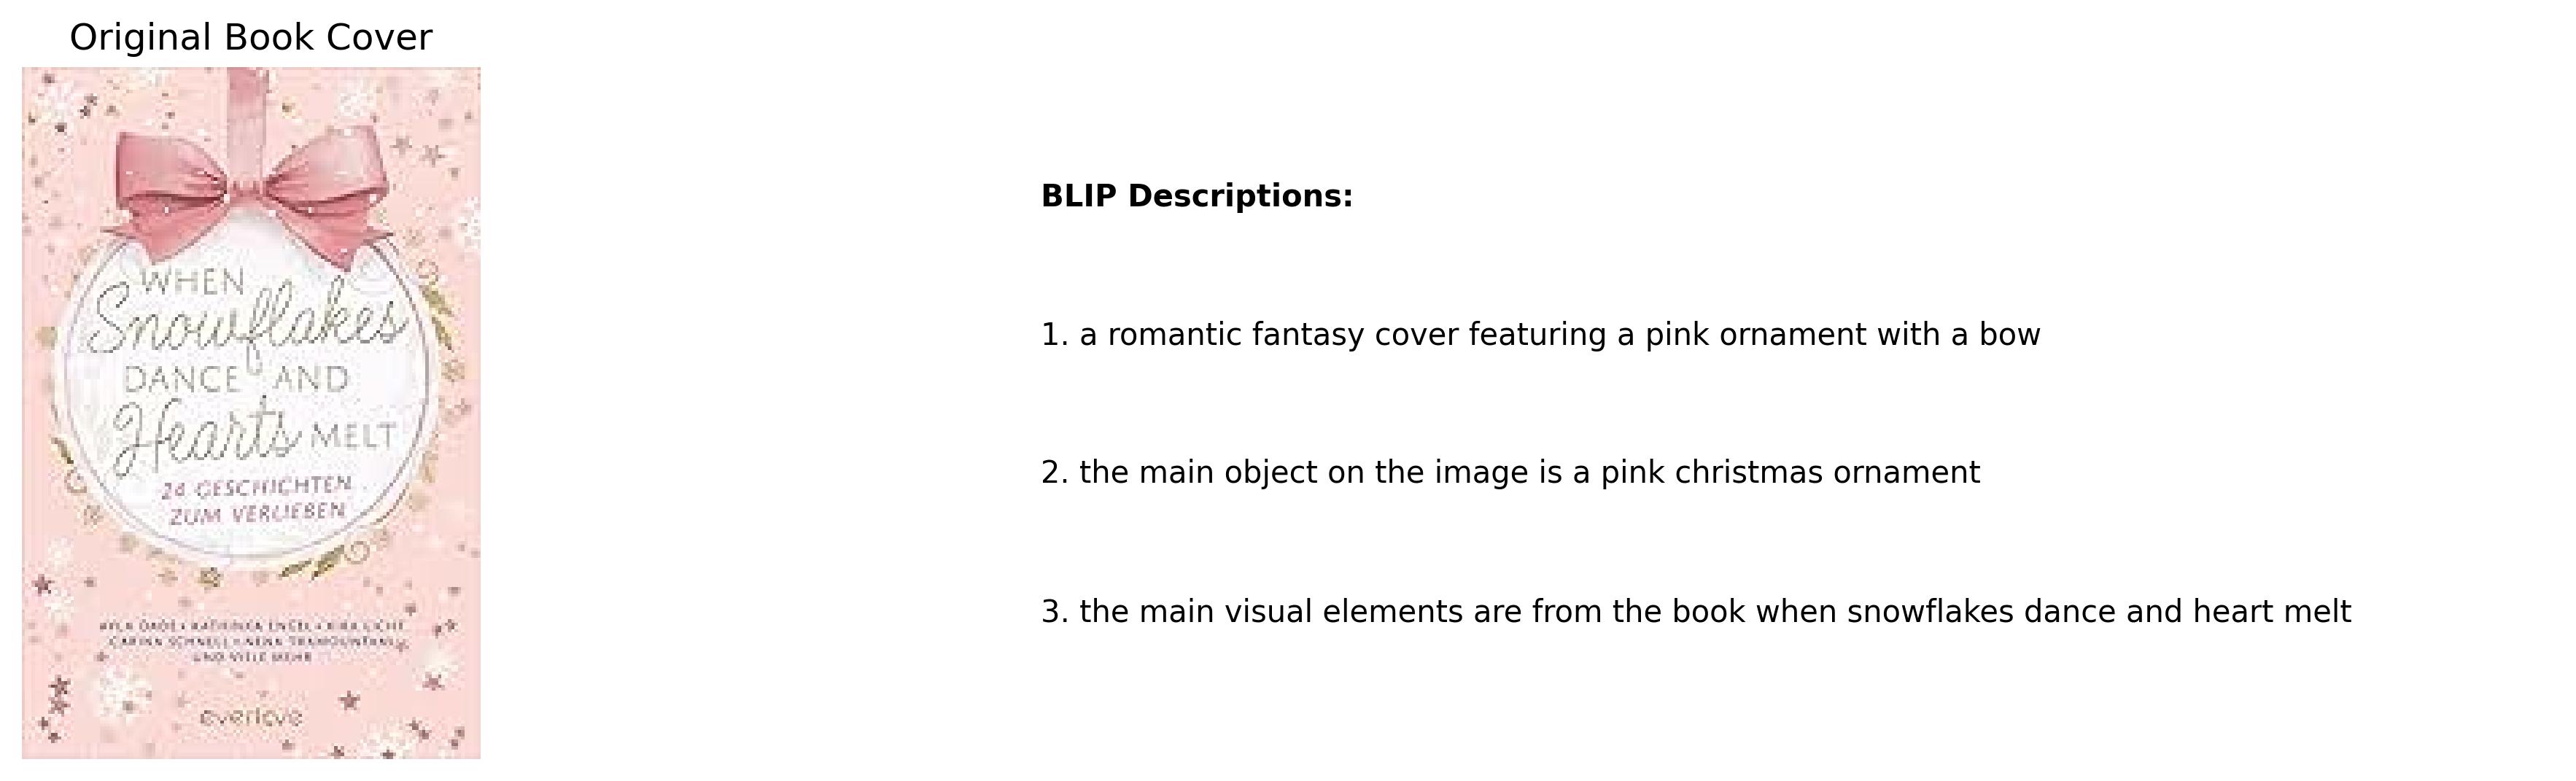 Original Book Cover
WHEN
Snowflakes
DANCE AND
Hearts MELT
24 GESCHICHTEN
ZUM VERLIEBEN
AYLA DADE • KATHINKA ENGEL • KIRA LICHT
CARINA SCHNELL • NENA TRAMOUNTANI
UND VIELE MEHR
everlove
BLIP Descriptions:
1. a romantic fantasy cover featuring a pink ornament with a bow
2. the main object on the image is a pink christmas ornament
3. the main visual elements are from the book when snowflakes dance and heart melt